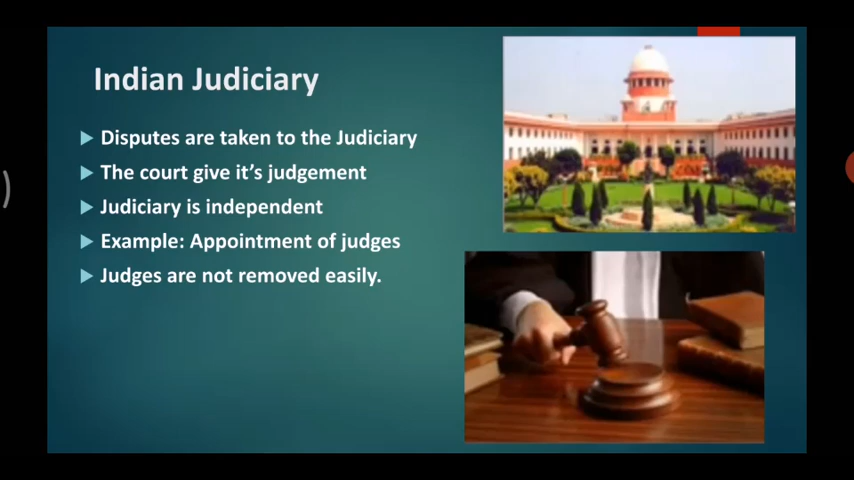 Indian Judiciary
Disputes are taken to the Judiciary
The court give it's judgement
Judiciary is independent
Example: Appointment of judges
Judges are not removed easily.